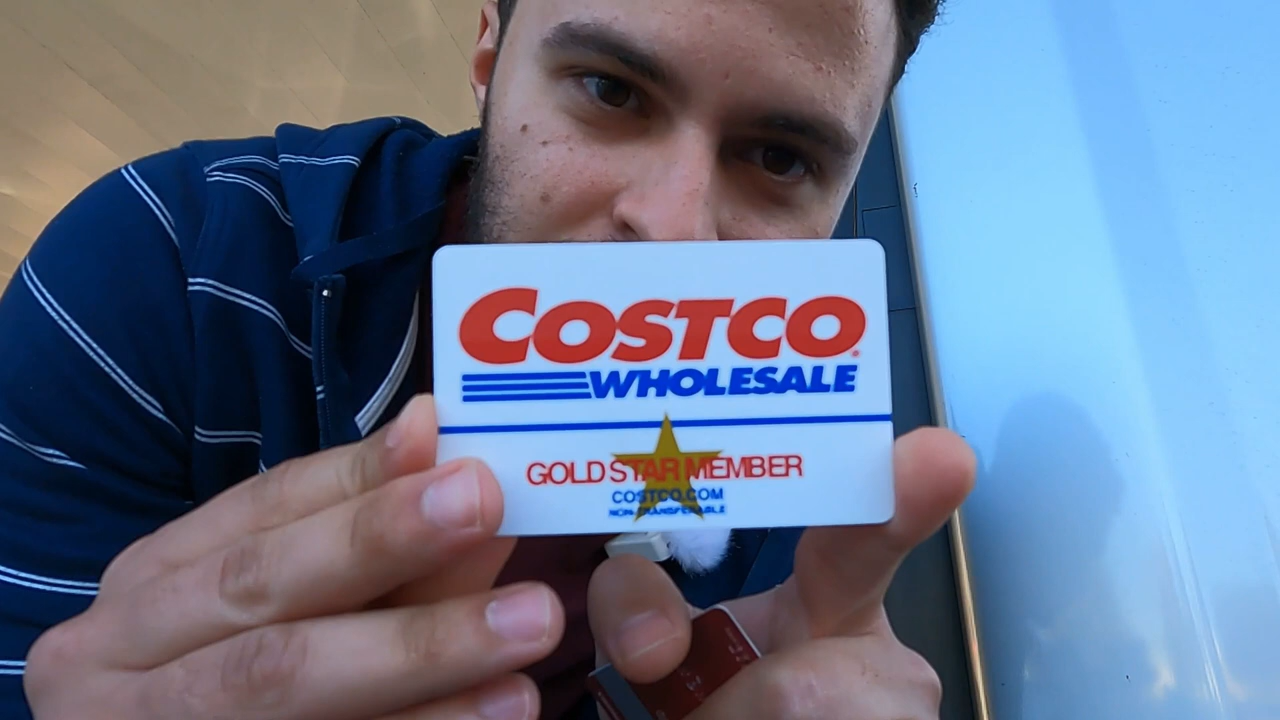 COSTCO
WHOLESALE
GOLD STAR MEMBER
COSTCO.COM
NON-TRANSFERABLE